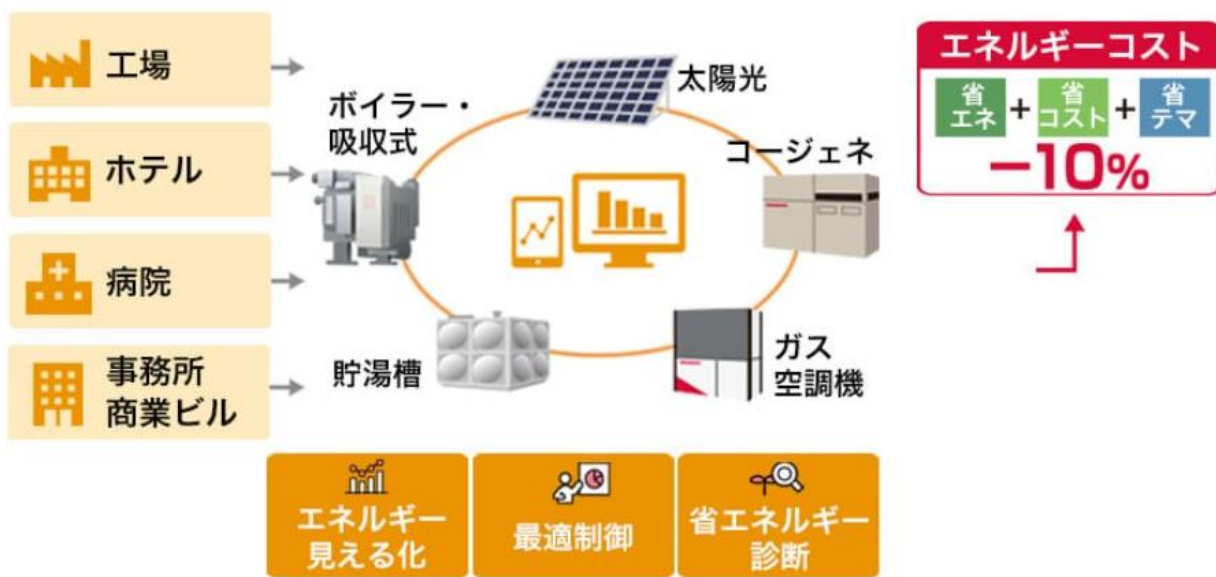 工場
ホテル
病院
事務所
商業ビル
太陽光
ボイラー・
吸収式
コージェネ
貯湯槽
ガス
空調機
エネルギー
見える化
最適制御
省エネルギー
診断
エネルギーコスト
省
エネ
+
省
コスト
+
省
テマ
-10%